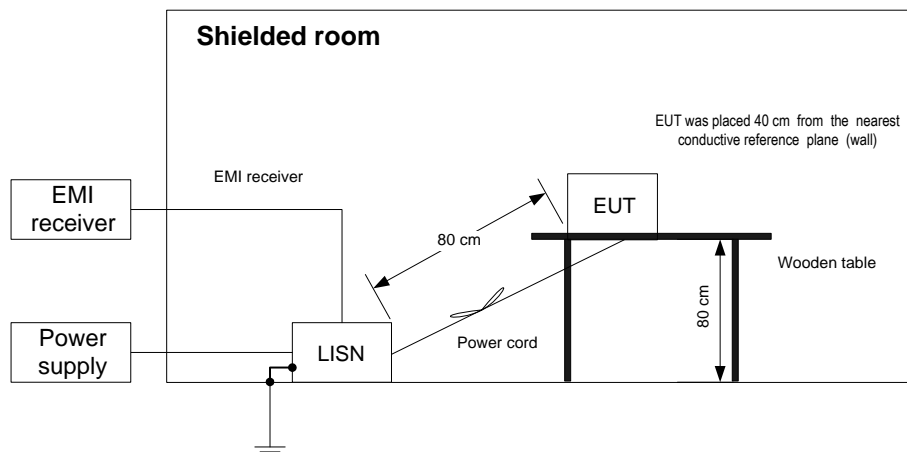 Shielded room
EUT was placed 40 cm from the nearest
conductive reference plane (wall)
EMI receiver
EMI
receiver
EUT
80 cm
Wooden table
80 cm
Power
supply
LISN
Power cord